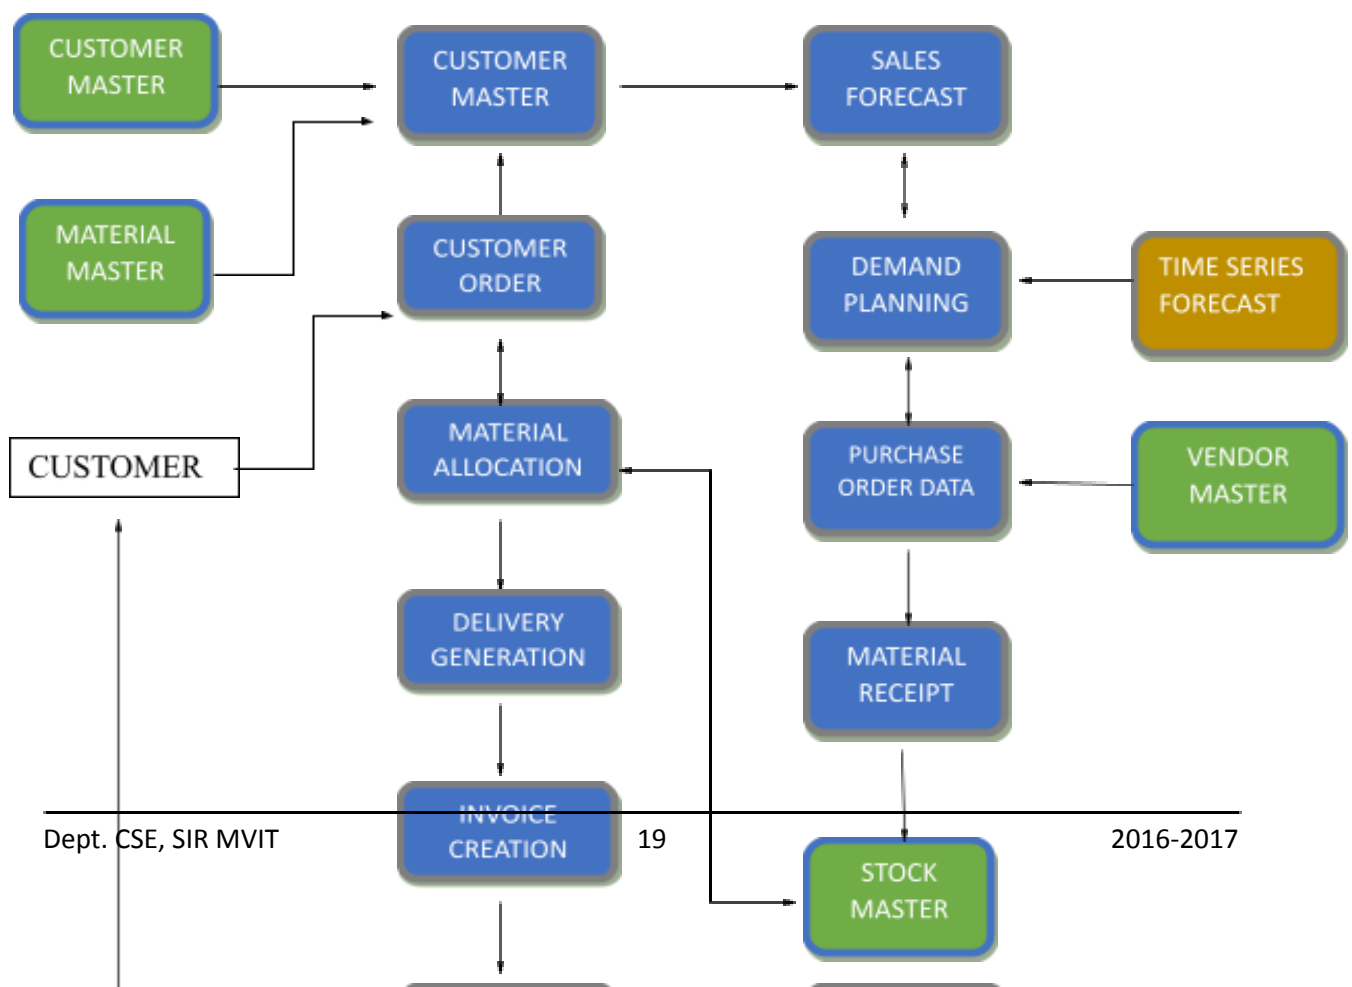 CUSTOMER
MASTER
CUSTOMER
MASTER
SALES
FORECAST
MATERIAL
MASTER
CUSTOMER
ORDER
DEMAND
PLANNING
TIME SERIES
FORECAST
CUSTOMER
MATERIAL
ALLOCATION
PURCHASE
ORDER DATA
VENDOR
MASTER
DELIVERY
GENERATION
MATERIAL
RECEIPT
INVOICE
CREATION
Dept. CSE, SIR MVIT 19 2016-2017
STOCK
MASTER